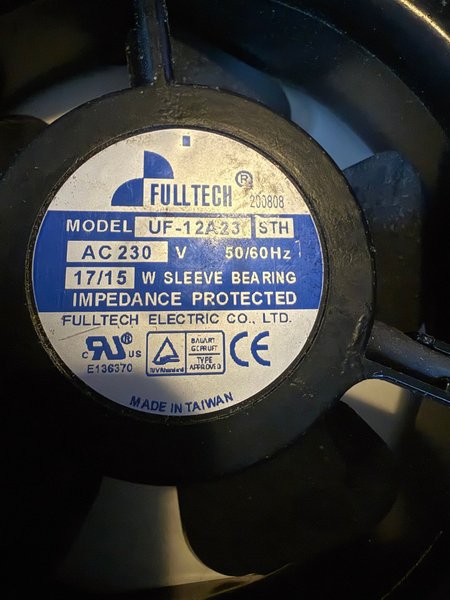 FULLTECH ®
200808
MODEL UF-12A23 STH
AC 230 V 50/60Hz
17/15 W SLEEVE BEARING
IMPEDANCE PROTECTED
FULLTECH ELECTRIC CO., LTD.
c RU ® US
E136370
TÜV Rheinland
BAUART
GEPRÜFT
TYPE
APPROVED
CE
MADE IN TAIWAN